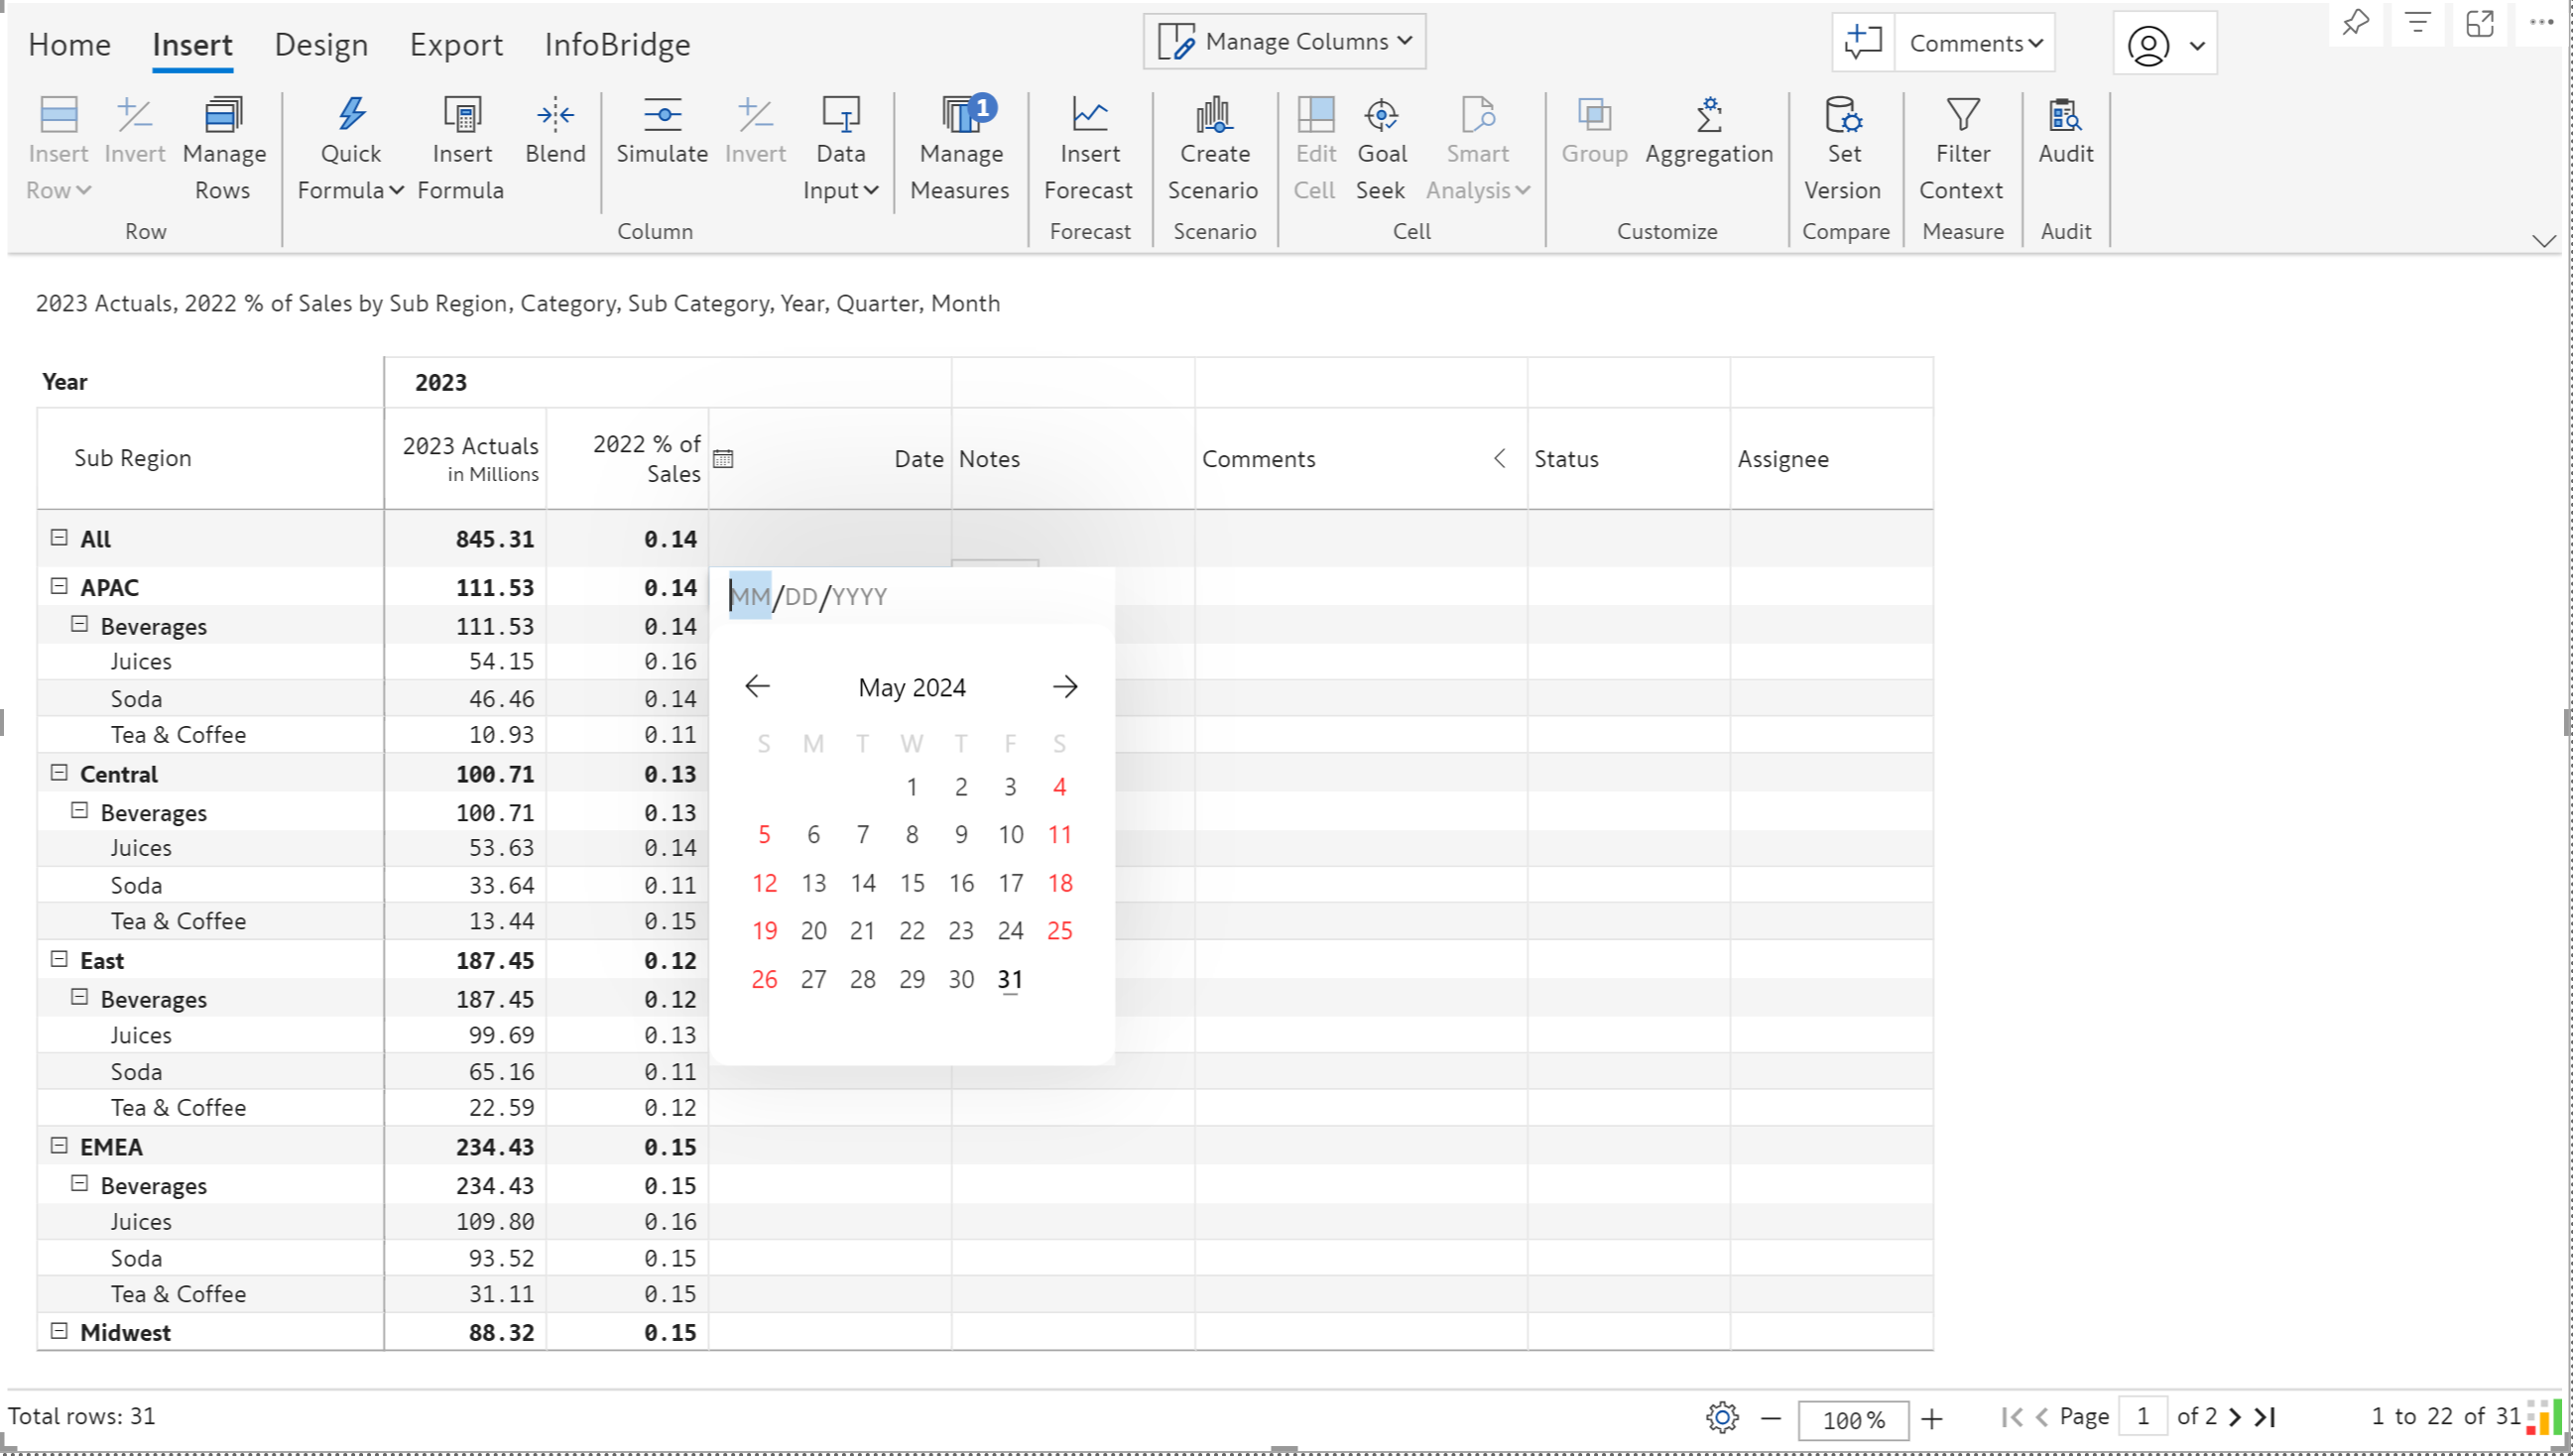 Home Insert Design Export InfoBridge Manage Columns Comments
1
Insert Invert Manage Quick Insert Blend Simulate Invert Data Manage Insert Create Edit Goal Smart Group Aggregation Set Filter Audit
Row Rows Formula Formula Input Measures Forecast Scenario Cell Seek Analysis Version Context
Row Column Forecast Scenario Cell Customize Compare Measure Audit
2023 Actuals, 2022 % of Sales by Sub Region, Category, Sub Category, Year, Quarter, Month
Year 2023
Sub Region 2023 Actuals in Millions 2022 % of Sales Date Notes Comments Status Assignee
All 845.31 0.14
APAC 111.53 0.14
Beverages 111.53 0.14
Juices 54.15 0.16
Soda 46.46 0.14
Tea & Coffee 10.93 0.11
Central 100.71 0.13
Beverages 100.71 0.13
Juices 53.63 0.14
Soda 33.64 0.11
Tea & Coffee 13.44 0.15
East 187.45 0.12
Beverages 187.45 0.12
Juices 99.69 0.13
Soda 65.16 0.11
Tea & Coffee 22.59 0.12
EMEA 234.43 0.15
Beverages 234.43 0.15
Juices 109.80 0.16
Soda 93.52 0.15
Tea & Coffee 31.11 0.15
Midwest 88.32 0.15
MM/DD/YYYY
May 2024
S M T W T F S
1 2 3 4
5 6 7 8 9 10 11
12 13 14 15 16 17 18
19 20 21 22 23 24 25
26 27 28 29 30 31
Total rows: 31 100% Page 1 of 2 1 to 22 of 31